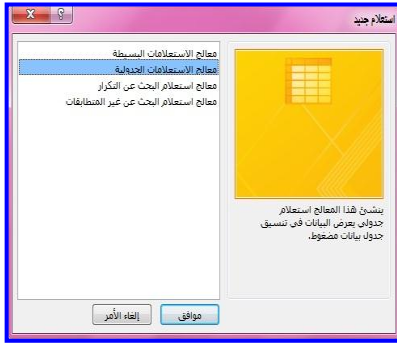 استعلام جديد
معالج الاستعلامات البسيطة
معالج الاستعلامات الجدولية
معالج استعلام البحث عن التكرار
معالج استعلام البحث عن غير المتطابقات
ينشئ هذا المعالج استعلام
جدولي يعرض البيانات في تنسيق
جدول بيانات مضغوط.
موافق
إلغاء الأمر